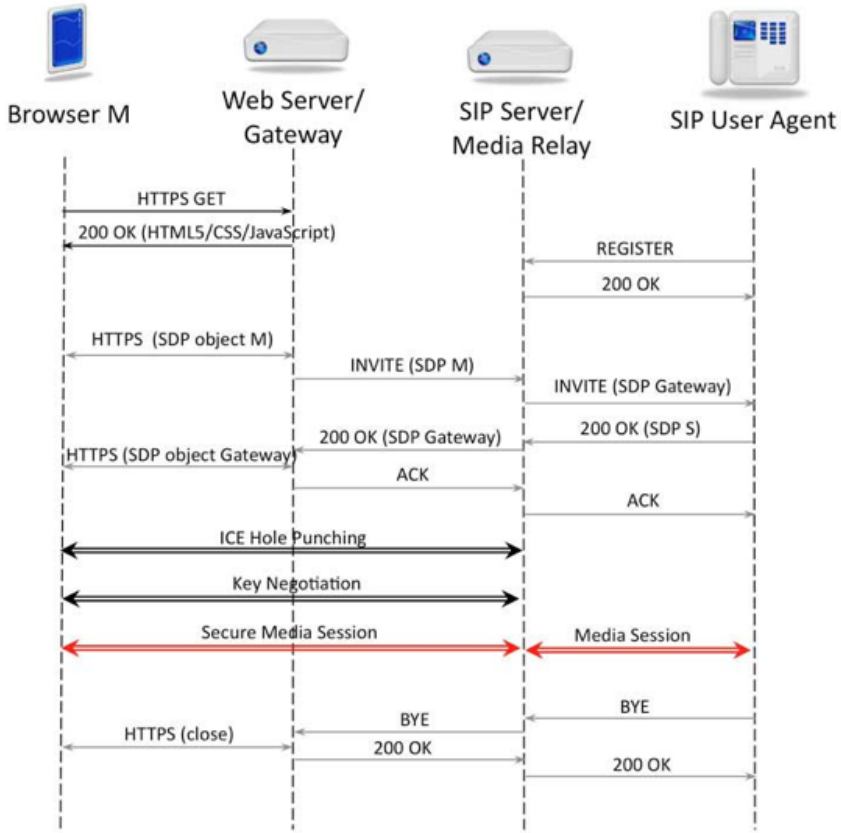 Browser M
Web Server/
Gateway
SIP Server/
Media Relay
SIP User Agent
HTTPS GET
200 OK (HTML5/CSS/JavaScript)
REGISTER
200 OK
HTTPS (SDP object M)
INVITE (SDP M)
INVITE (SDP Gateway)
200 OK (SDP S)
200 OK (SDP Gateway)
HTTPS (SDP object Gateway)
ACK
ACK
ICE Hole Punching
Key Negotiation
Secure Media Session
Media Session
BYE
BYE
HTTPS (close)
200 OK
200 OK